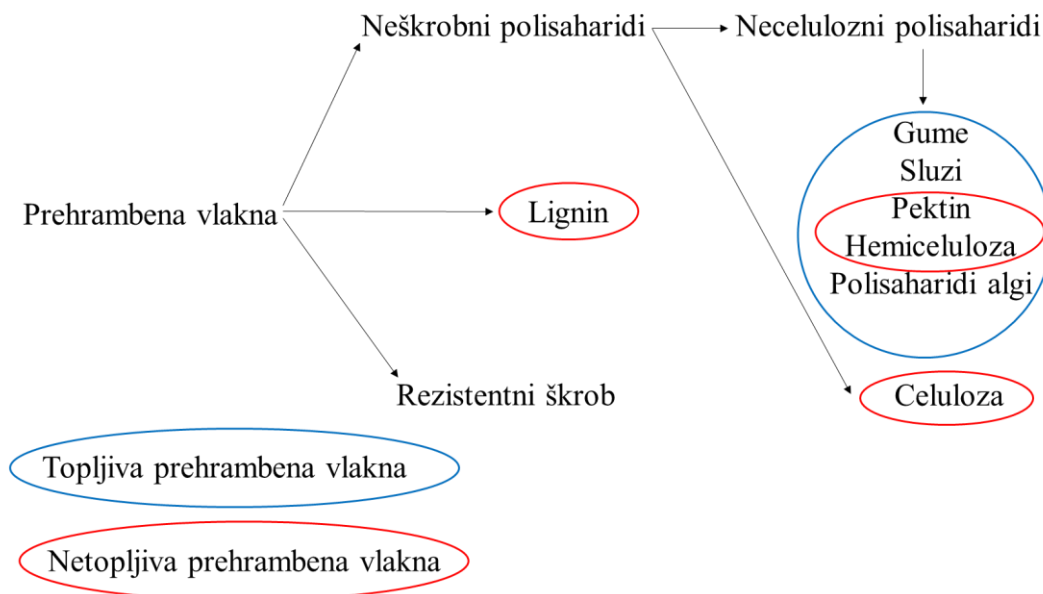 Neškrobni polisaharidi
Necelulozni polisaharidi
Gume
Sluzi
Prehrambena vlakna
Lignin
Pektin
Hemiceluloza
Polisaharidi algi
Rezistentni škrob
Celuloza
Topljiva prehrambena vlakna
Netopljiva prehrambena vlakna